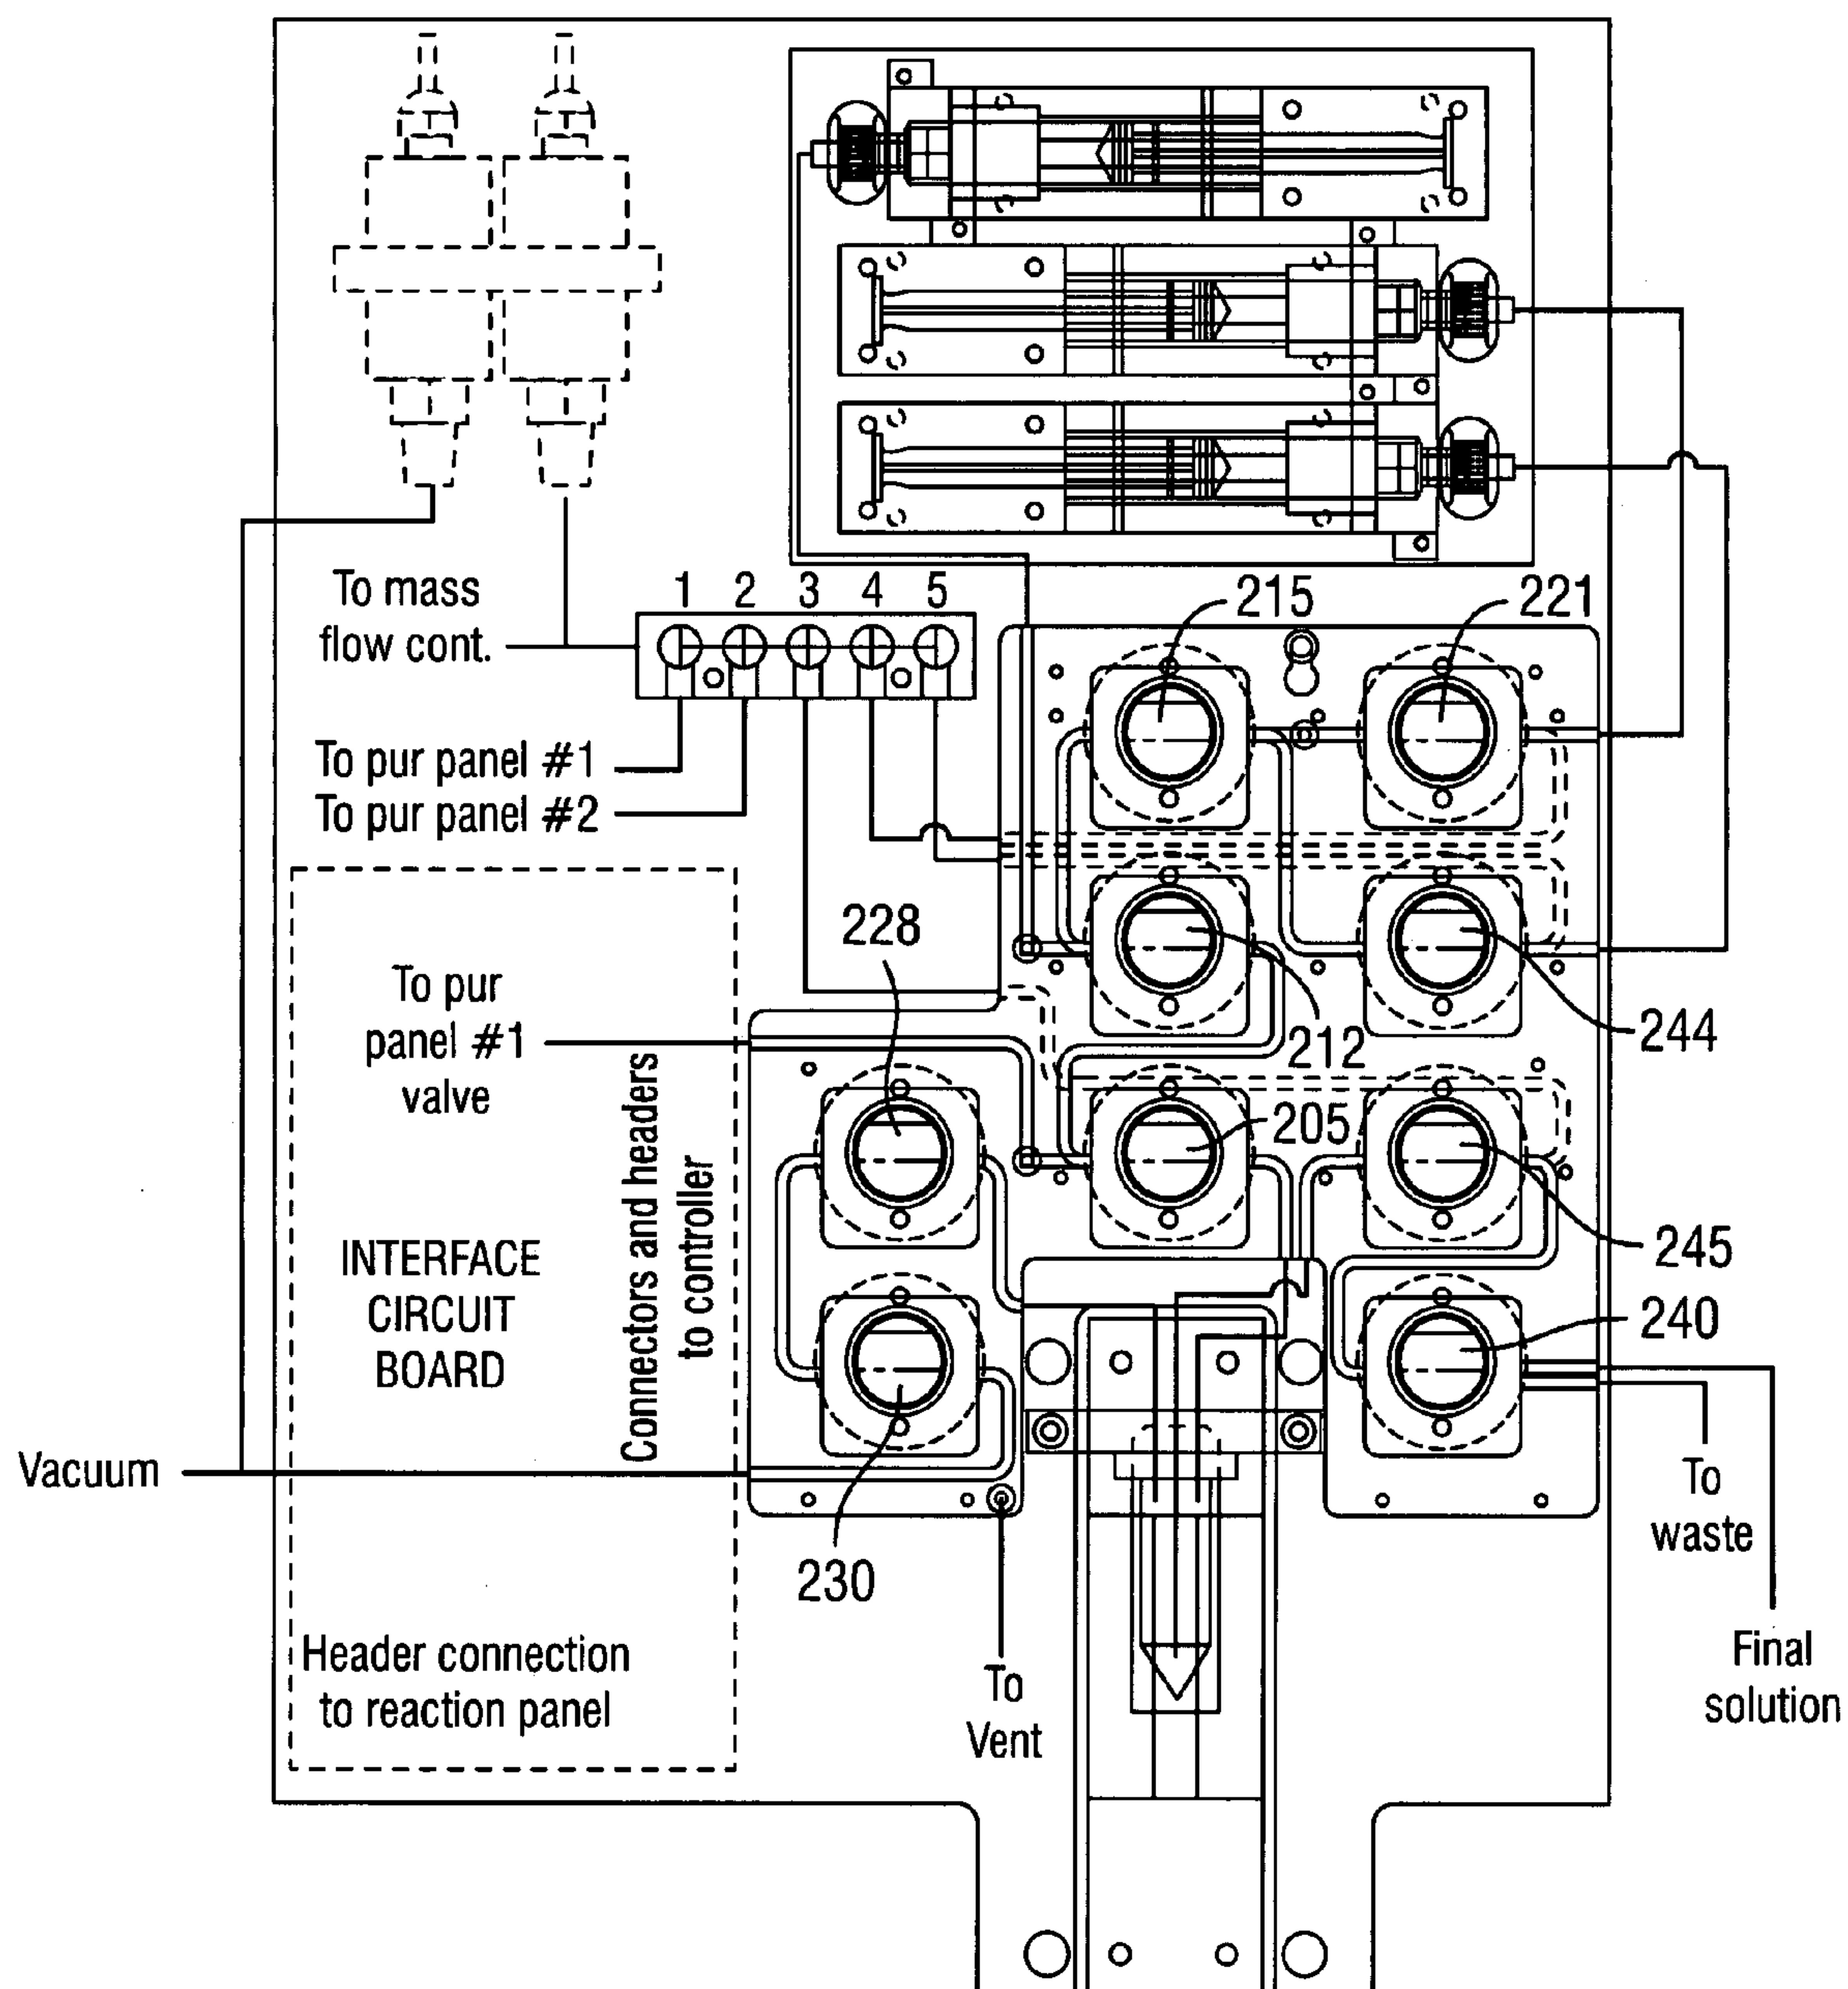 To mass
flow cont.
1 2 3 4 5
215
221
To pur panel #1
To pur panel #2
228
To pur
panel #1
valve
212
244
205
Connectors and headers
to controller
INTERFACE
CIRCUIT
BOARD
245
240
Vacuum
To
waste
230
Header connection
to reaction panel
To
Vent
Final
solution